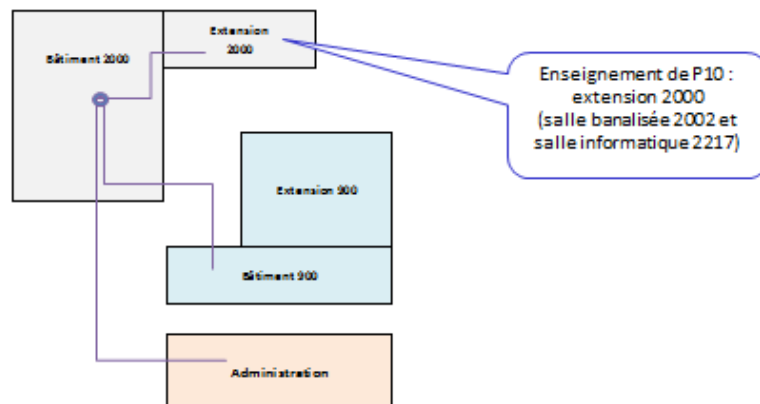 Extension
2000
Bâtiment 2000
Enseignement de P10 :
extension 2000
(salle banalisée 2002 et
salle informatique 2217)
Extension 900
Bâtiment 900
Administration